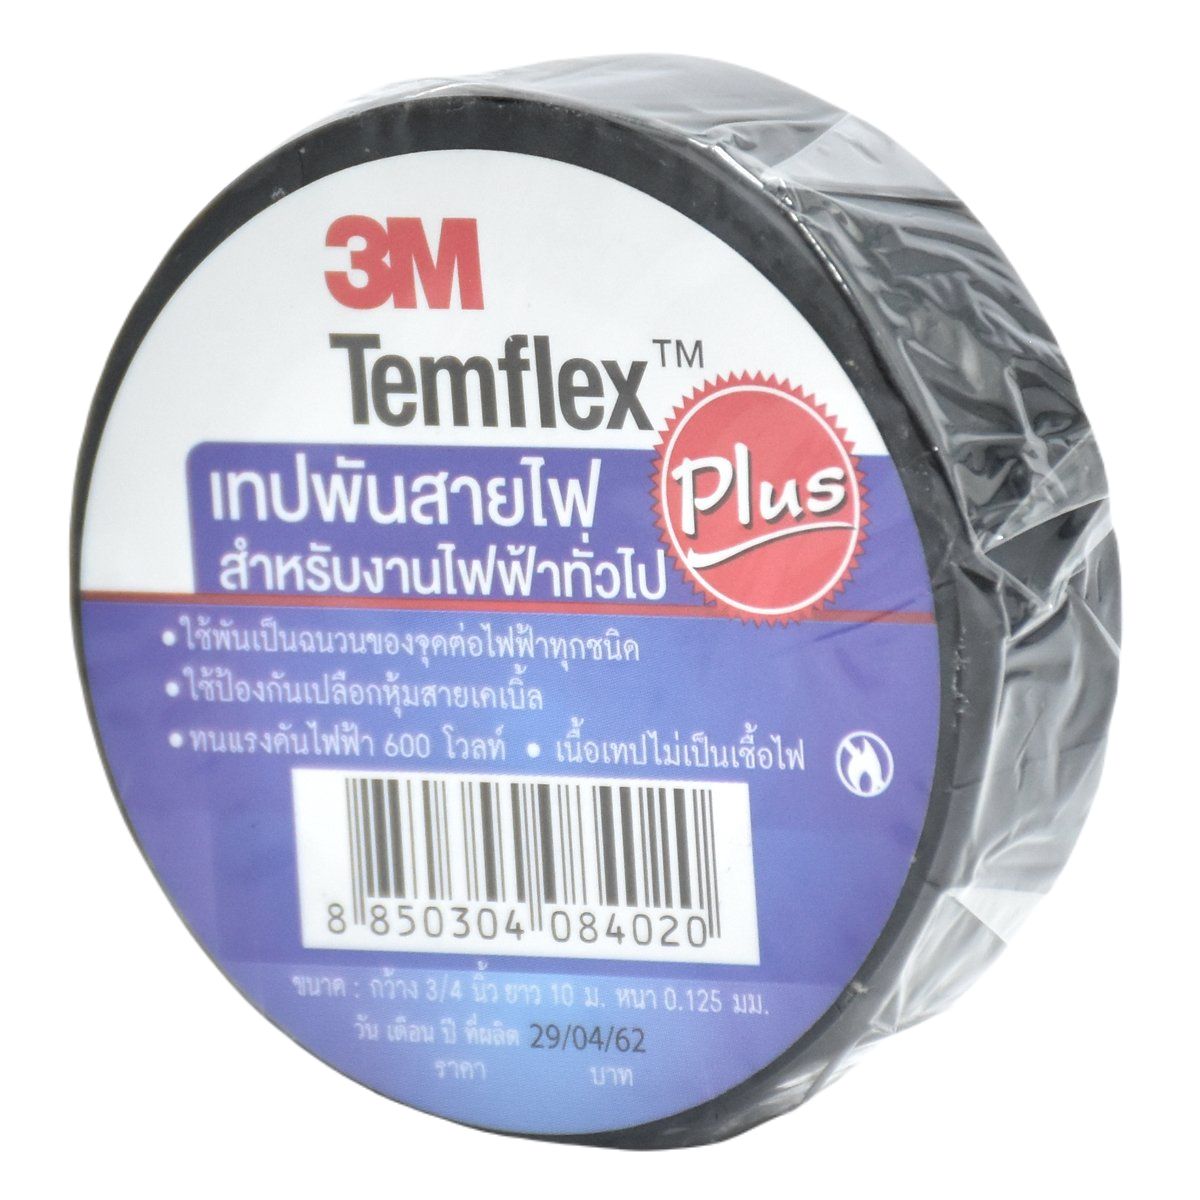 3M
Temflex™
Plus
เทปพันสายไฟ
สำหรับงานไฟฟ้าทั่วไป
•ใช้พันเป็นฉนวนของจุดต่อไฟฟ้าทุกชนิด
•ใช้ป้องกันเปลือกหุ้มสายเคเบิ้ล
•ทนแรงดันไฟฟ้า 600 โวลท์ • เนื้อเทปไม่เป็นเชื้อไฟ
8 850304 084020
ขนาด : กว้าง 3/4 นิ้ว ยาว 10 ม. หนา 0.125 มม.
วัน เดือน ปี ที่ผลิต 29/04/62
ราคา บาท